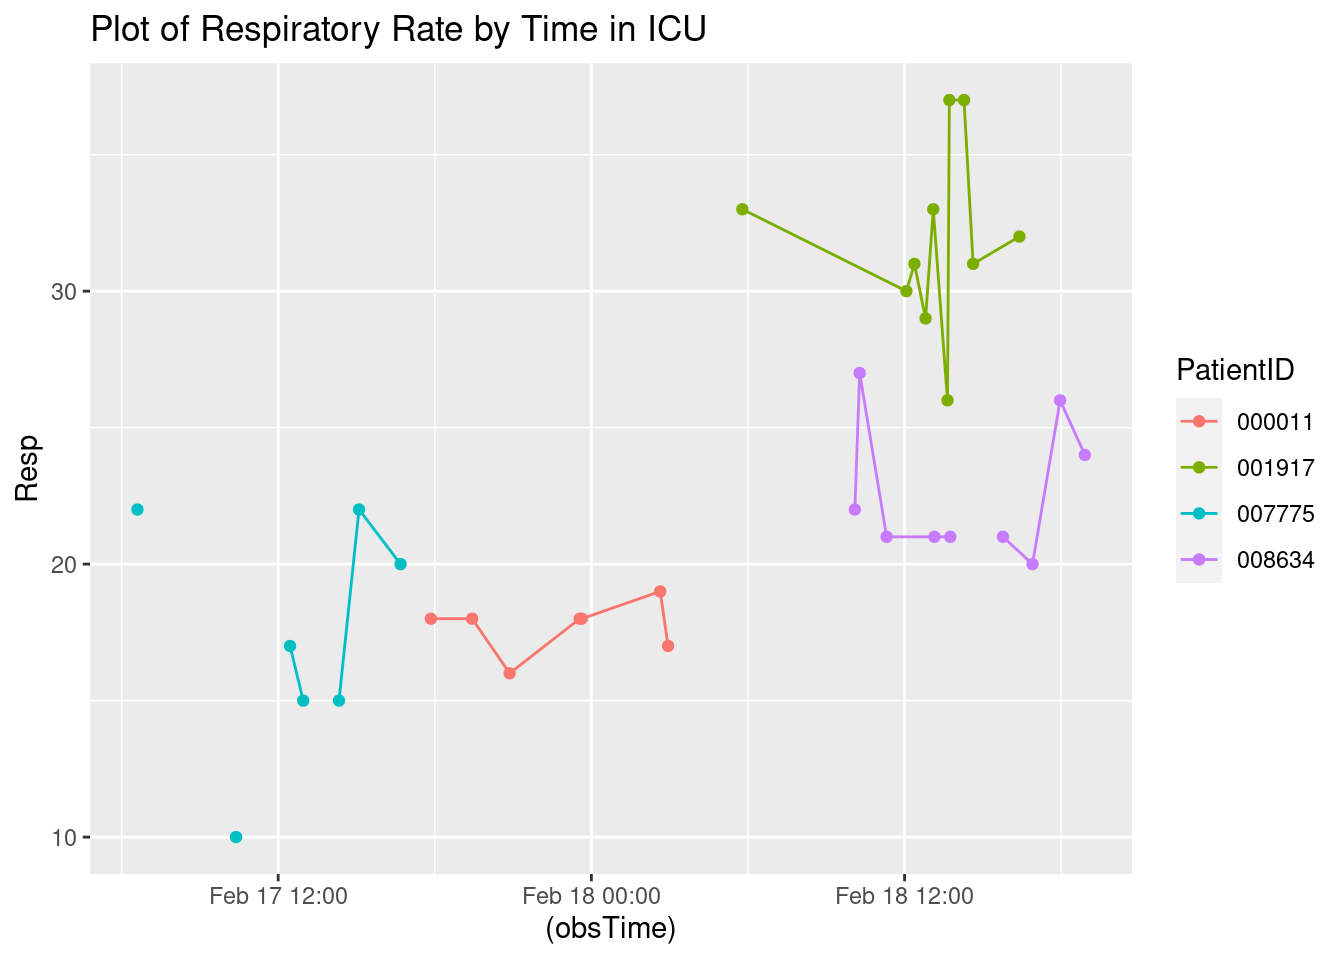 Plot of Respiratory Rate by Time in ICU
Resp
30
20
10
Feb 17 12:00
Feb 18 00:00
Feb 18 12:00
(obsTime)
PatientID
000011
001917
007775
008634